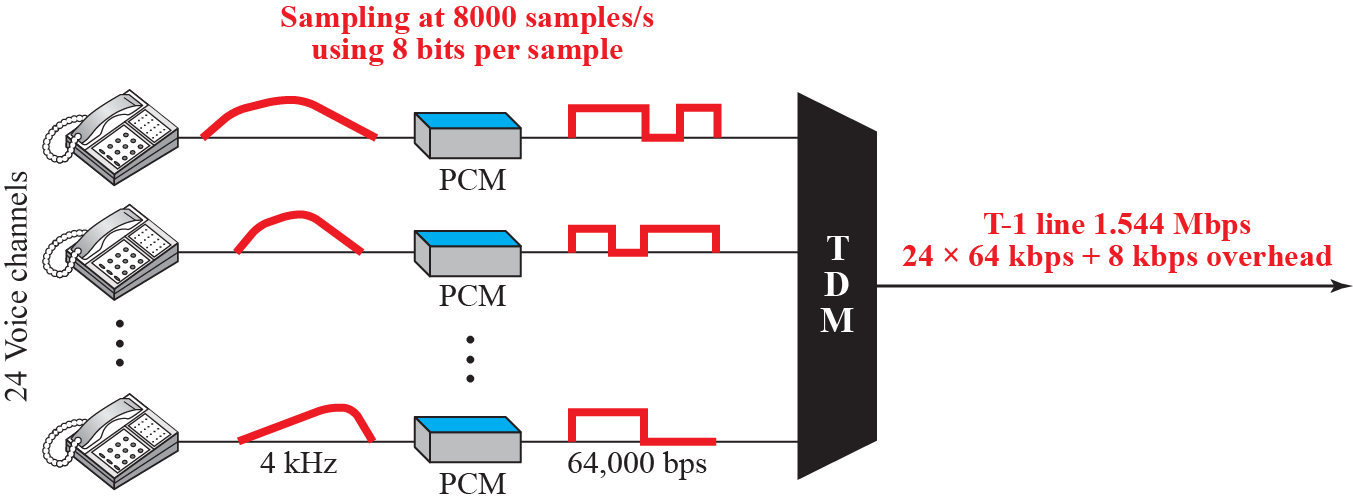 Sampling at 8000 samples/s
using 8 bits per sample
24 Voice channels
PCM
PCM
T
D
M
T-1 line 1.544 Mbps
24 × 64 kbps + 8 kbps overhead
4 kHz
PCM
64,000 bps